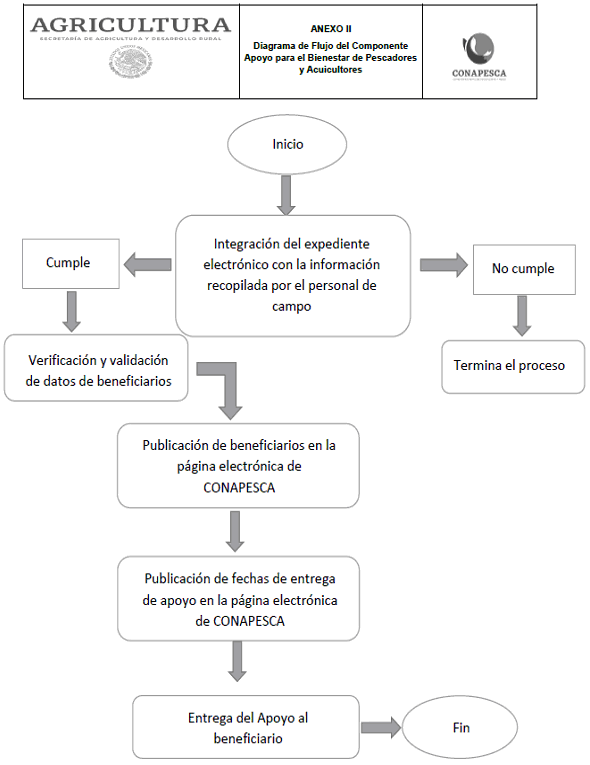 AGRICULTURA
SECRETARÍA DE AGRICULTURA Y DESARROLLO RURAL
ANEXO II
Diagrama de Flujo del Componente
Apoyo para el Bienestar de Pescadores
y Acuicultores
CONAPESCA
Inicio
Integración del expediente
electrónico con la información
recopilada por el personal de
campo
Cumple
No cumple
Verificación y validación
de datos de beneficiarios
Termina el proceso
Publicación de beneficiarios en la
página electrónica de
CONAPESCA
Publicación de fechas de entrega
de apoyo en la página electrónica
de CONAPESCA
Entrega del Apoyo al
beneficiario
Fin